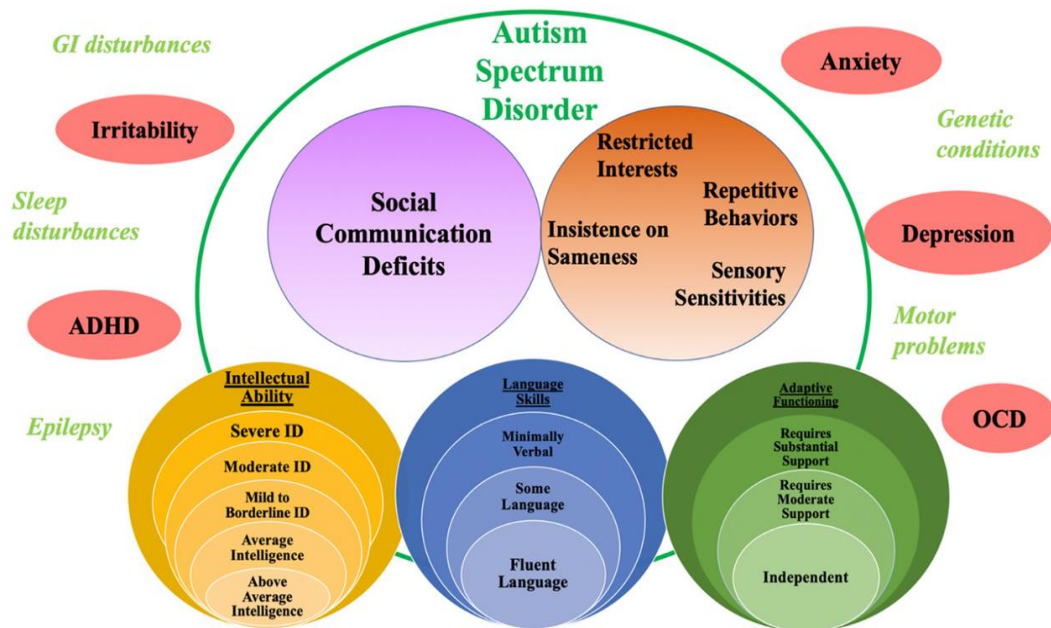 GI disturbances
Autism
Spectrum
Disorder
Anxiety
Irritability
Genetic
conditions
Restricted
Interests
Social
Communication
Deficits
Repetitive
Behaviors
Insistence on
Sameness
Sensory
Sensitivities
Sleep
disturbances
Depression
ADHD
Motor
problems
Epilepsy
OCD
Intellectual
Ability
Severe ID
Moderate ID
Mild to
Borderline ID
Average
Intelligence
Above
Average
Intelligence
Language
Skills
Minimally
Verbal
Some
Language
Fluent
Language
Adaptive
Functioning
Requires
Substantial
Support
Requires
Moderate
Support
Independent